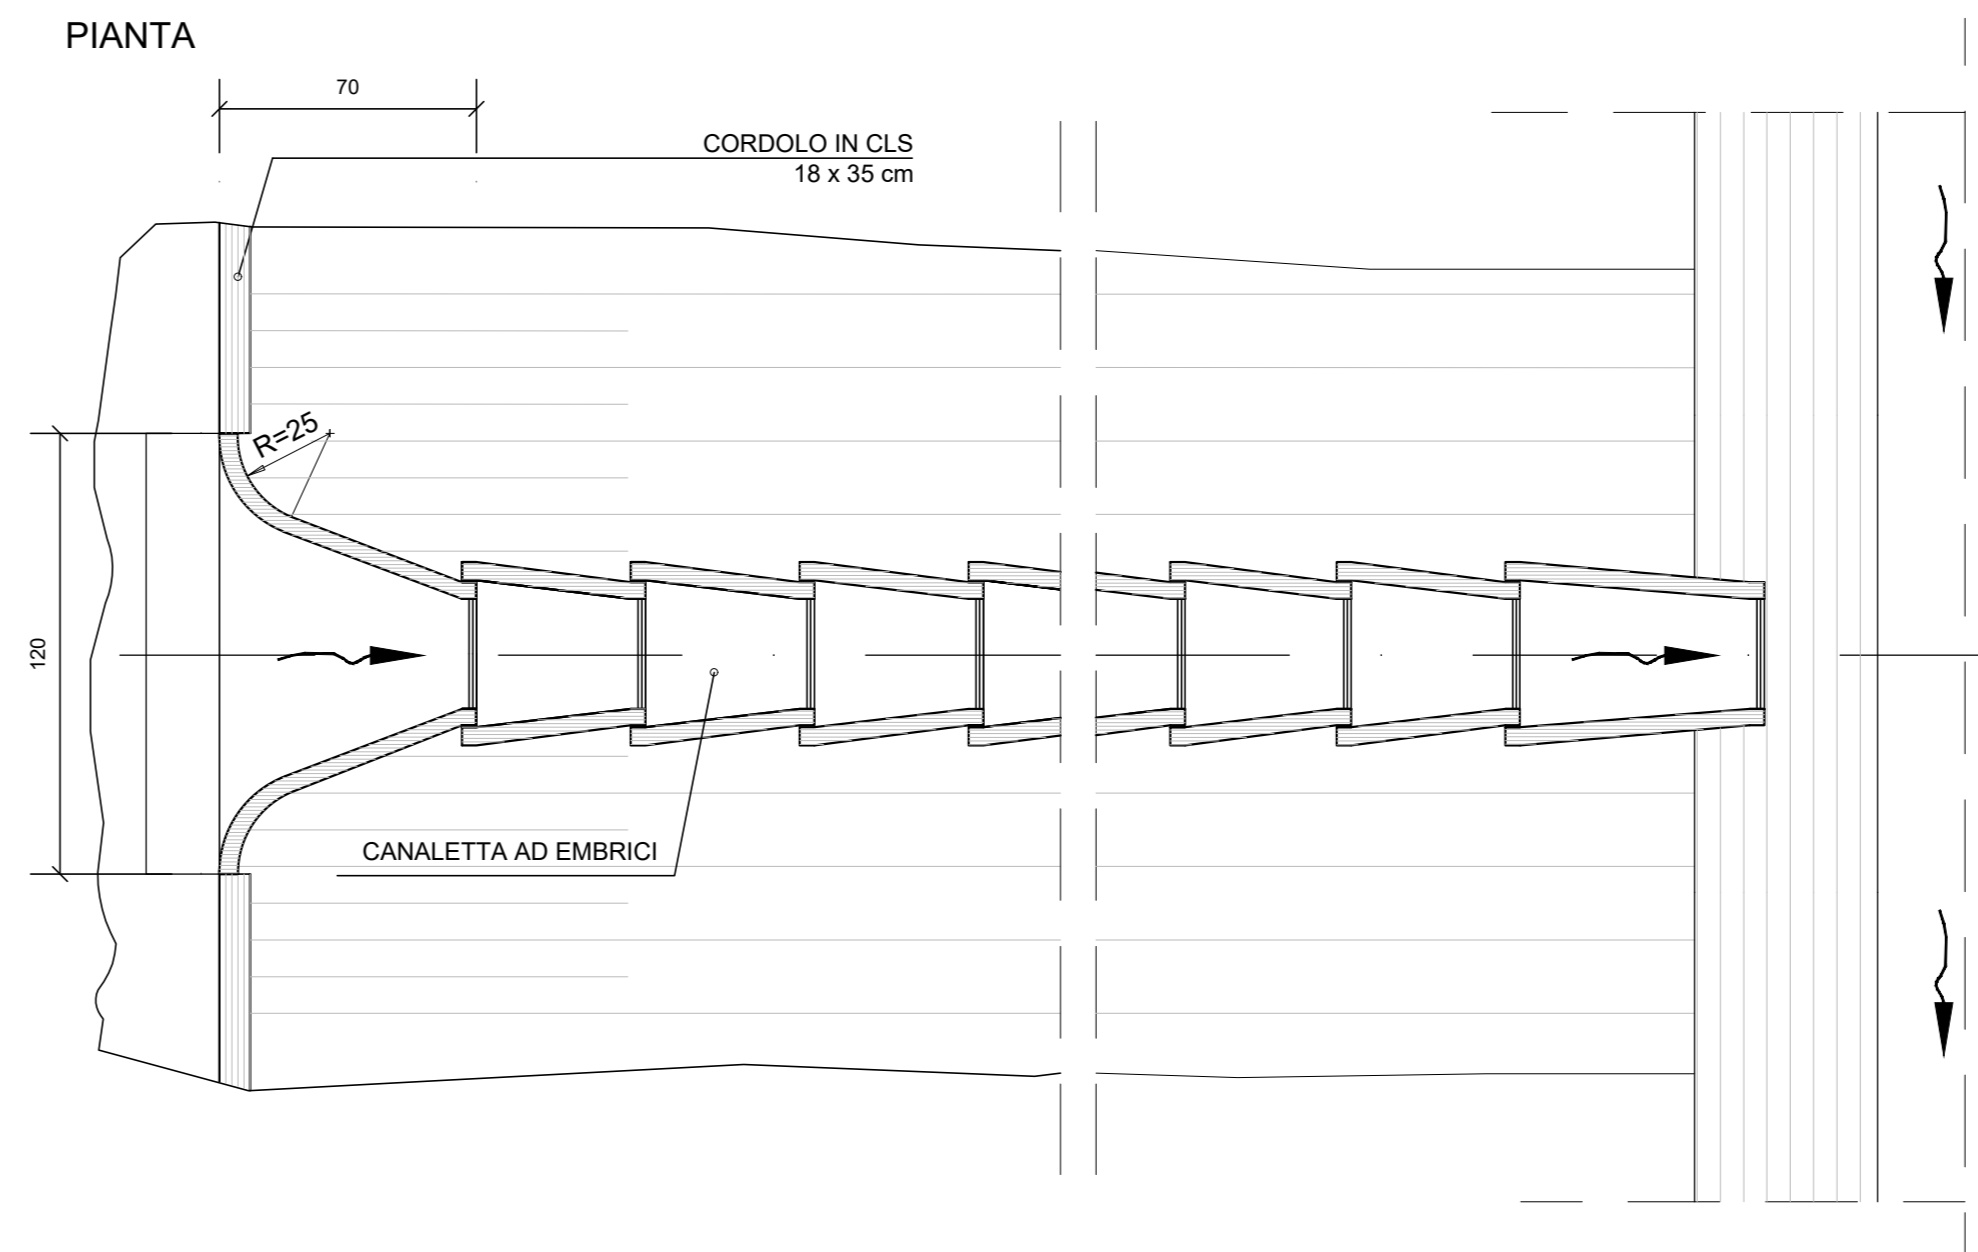 PIANTA
70
CORDOLO IN CLS
18 x 35 cm
R=25
120
CANALETTA AD EMBRICI